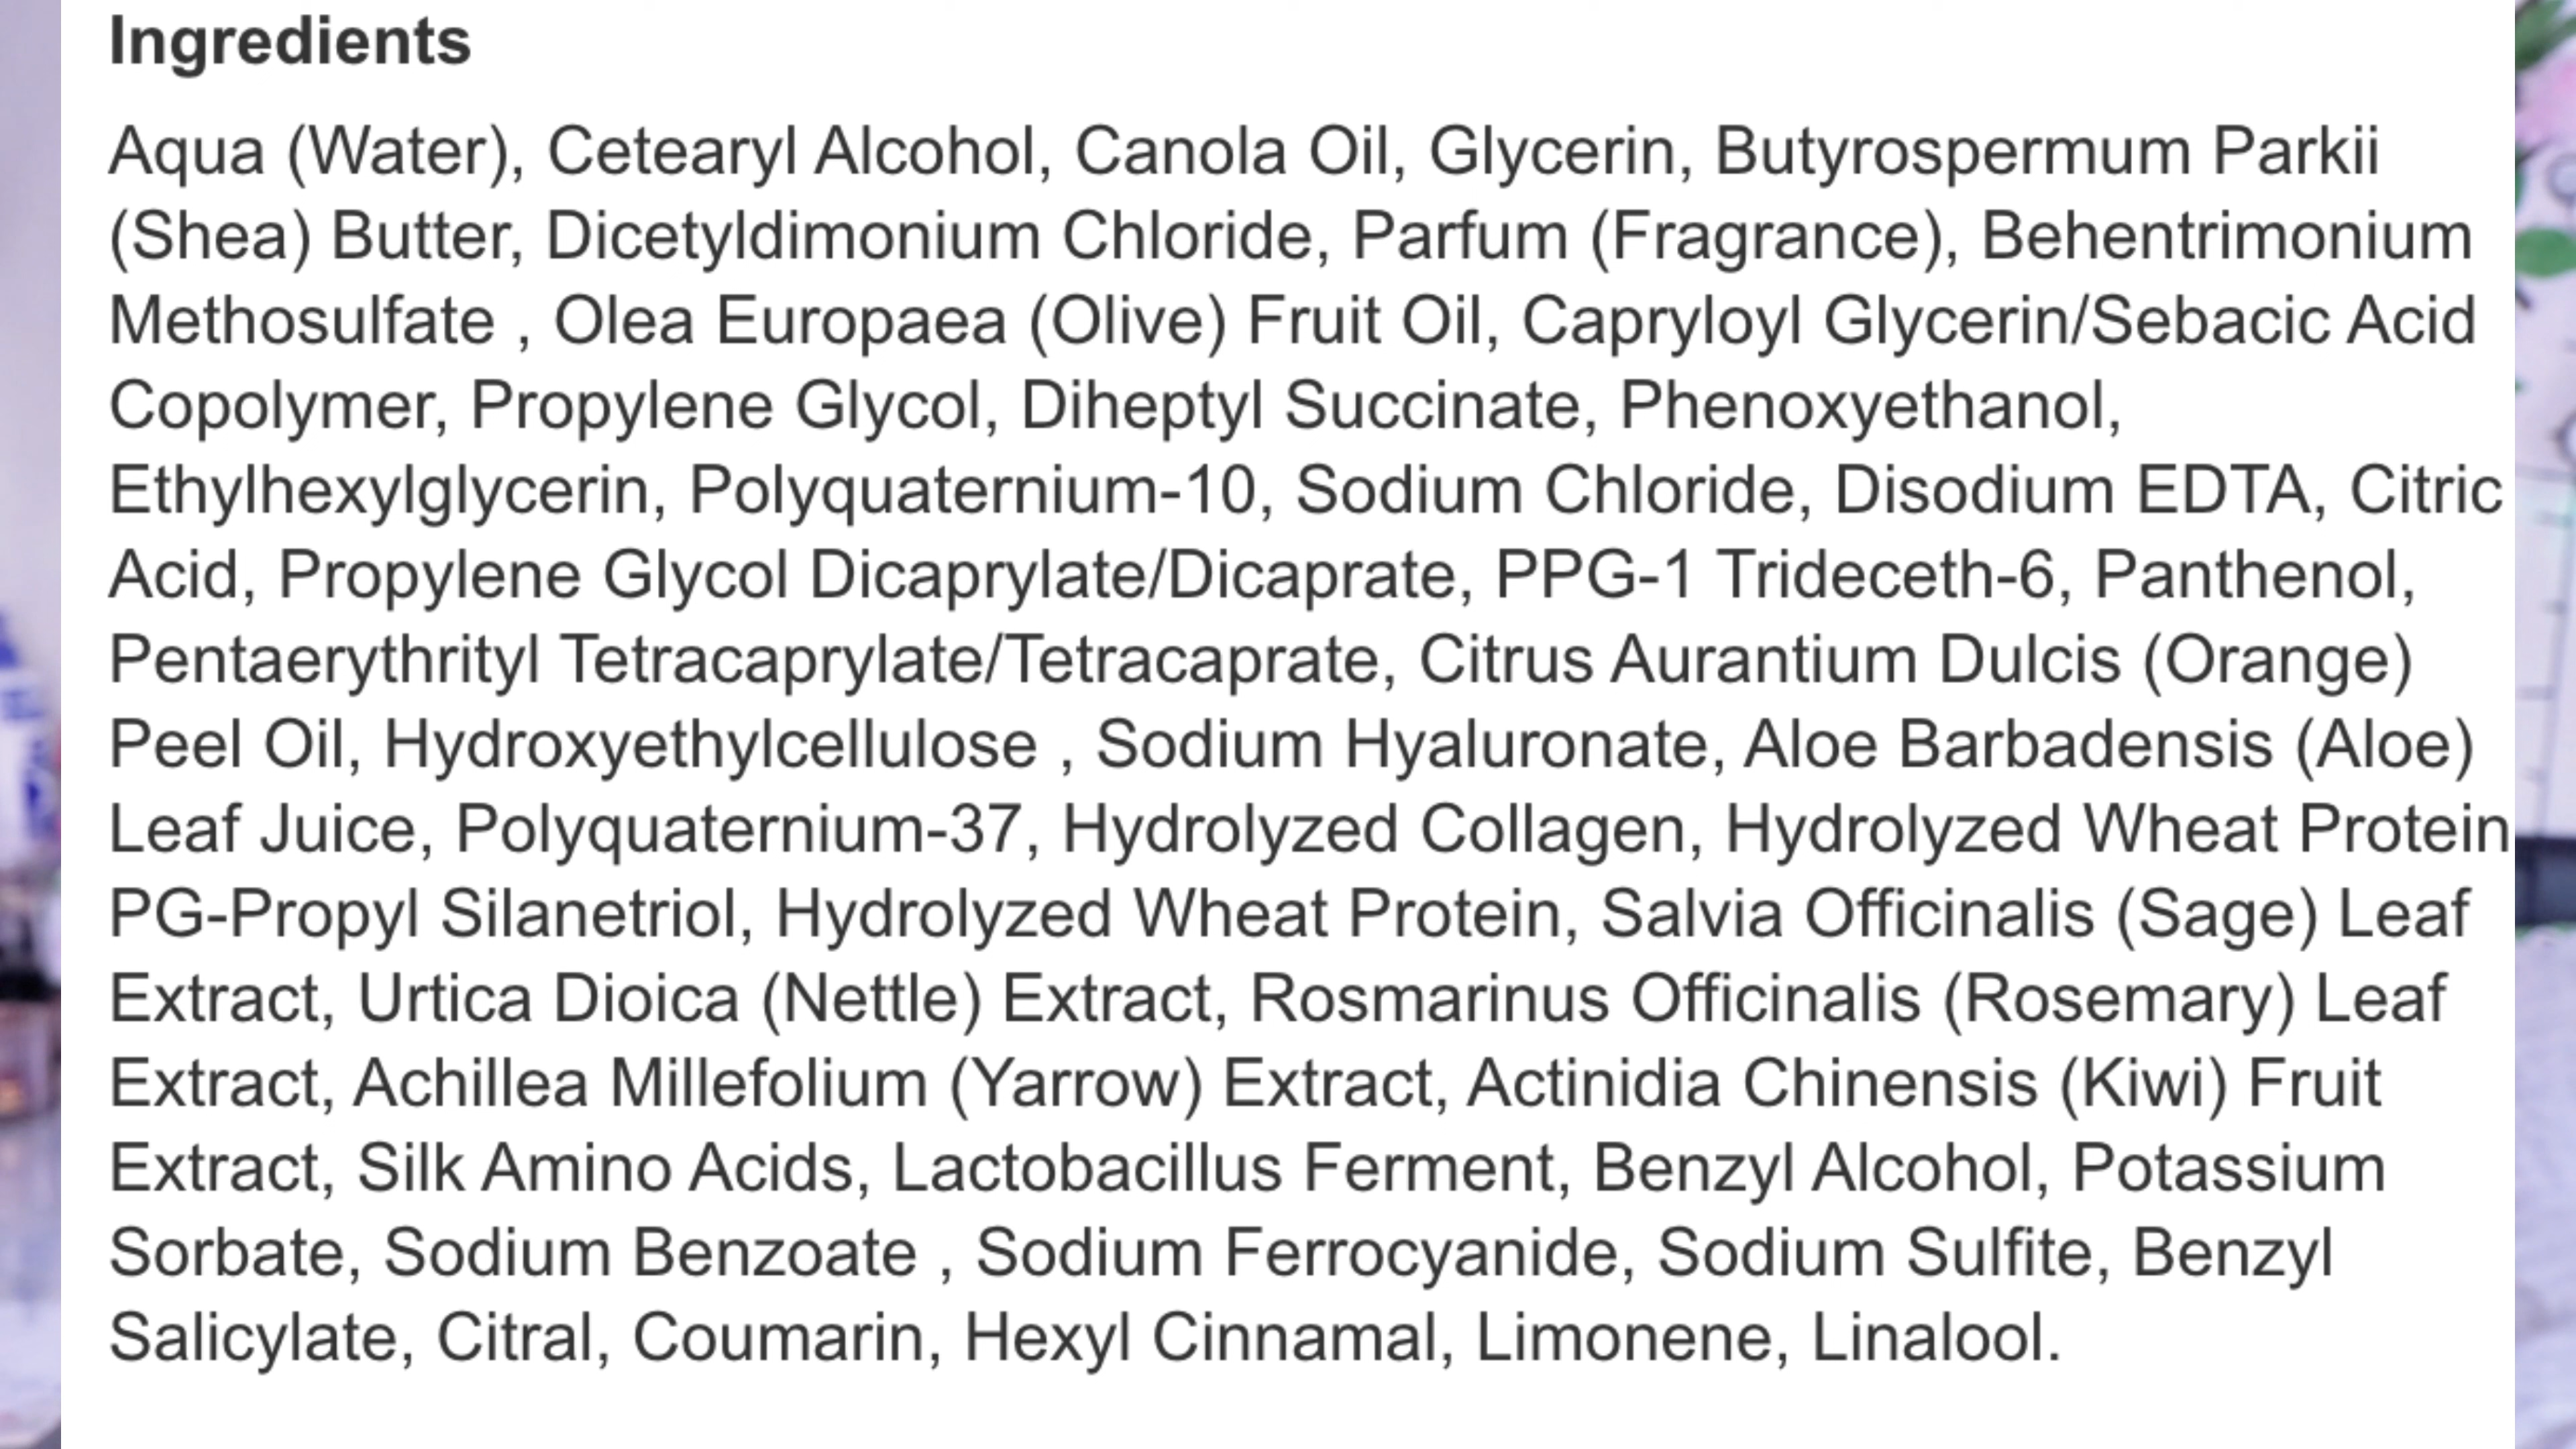 Ingredients
Aqua (Water), Cetearyl Alcohol, Canola Oil, Glycerin, Butyrospermum Parkii
(Shea) Butter, Dicetyldimonium Chloride, Parfum (Fragrance), Behentrimonium
Methosulfate , Olea Europaea (Olive) Fruit Oil, Capryloyl Glycerin/Sebacic Acid
Copolymer, Propylene Glycol, Diheptyl Succinate, Phenoxyethanol,
Ethylhexylglycerin, Polyquaternium-10, Sodium Chloride, Disodium EDTA, Citric
Acid, Propylene Glycol Dicaprylate/Dicaprate, PPG-1 Trideceth-6, Panthenol,
Pentaerythrityl Tetracaprylate/Tetracaprate, Citrus Aurantium Dulcis (Orange)
Peel Oil, Hydroxyethylcellulose , Sodium Hyaluronate, Aloe Barbadensis (Aloe)
Leaf Juice, Polyquaternium-37, Hydrolyzed Collagen, Hydrolyzed Wheat Protein
PG-Propyl Silanetriol, Hydrolyzed Wheat Protein, Salvia Officinalis (Sage) Leaf
Extract, Urtica Dioica (Nettle) Extract, Rosmarinus Officinalis (Rosemary) Leaf
Extract, Achillea Millefolium (Yarrow) Extract, Actinidia Chinensis (Kiwi) Fruit
Extract, Silk Amino Acids, Lactobacillus Ferment, Benzyl Alcohol, Potassium
Sorbate, Sodium Benzoate , Sodium Ferrocyanide, Sodium Sulfite, Benzyl
Salicylate, Citral, Coumarin, Hexyl Cinnamal, Limonene, Linalool.